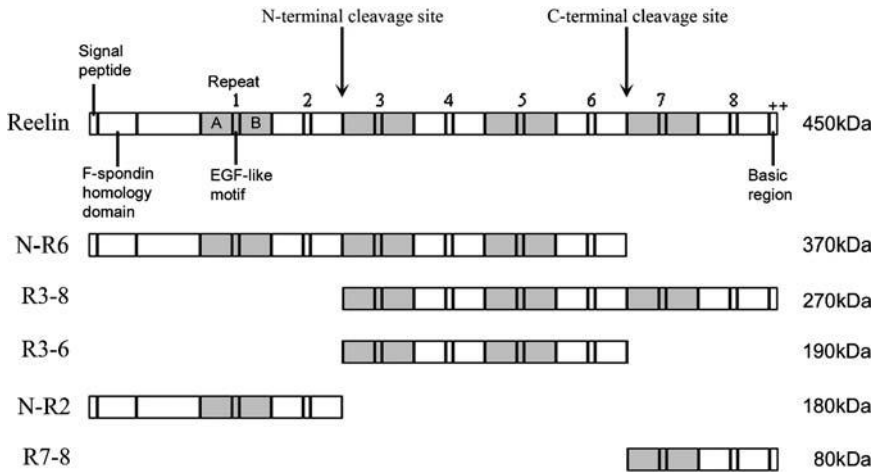 N-terminal cleavage site
C-terminal cleavage site
Signal
peptide
Repeat
1 2 3 4 5 6 7 8 ++
Reelin A B 450kDa
F-spondin
homology
domain
EGF-like
motif
Basic
region
N-R6 370kDa
R3-8 270kDa
R3-6 190kDa
N-R2 180kDa
R7-8 80kDa